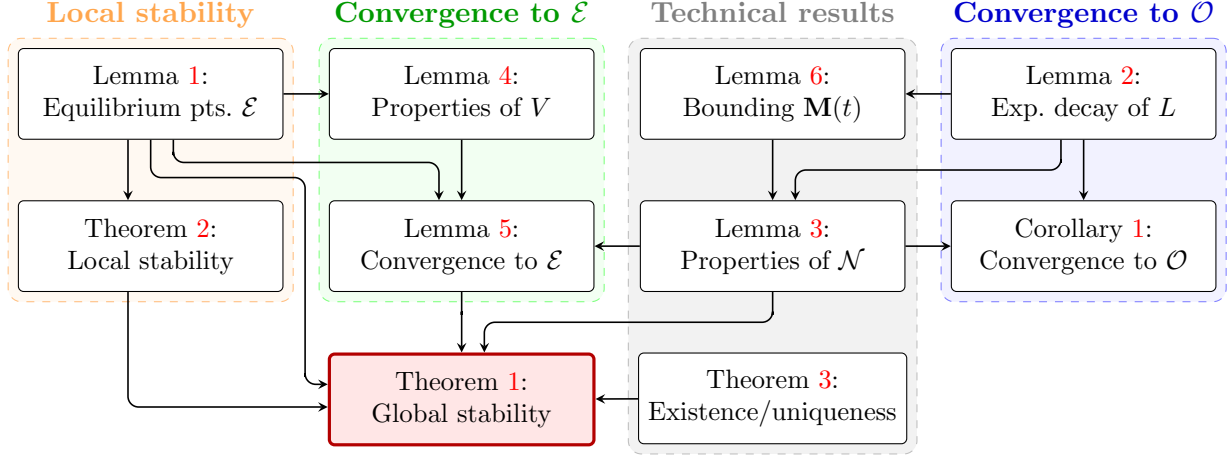 Local stability
Convergence to ℰ
Technical results
Convergence to 𝒪
Lemma 1:
Equilibrium pts. ℰ
Lemma 4:
Properties of V
Lemma 6:
Bounding M(t)
Lemma 2:
Exp. decay of L
Theorem 2:
Local stability
Lemma 5:
Convergence to ℰ
Lemma 3:
Properties of 𝒩
Corollary 1:
Convergence to 𝒪
Theorem 1:
Global stability
Theorem 3:
Existence/uniqueness